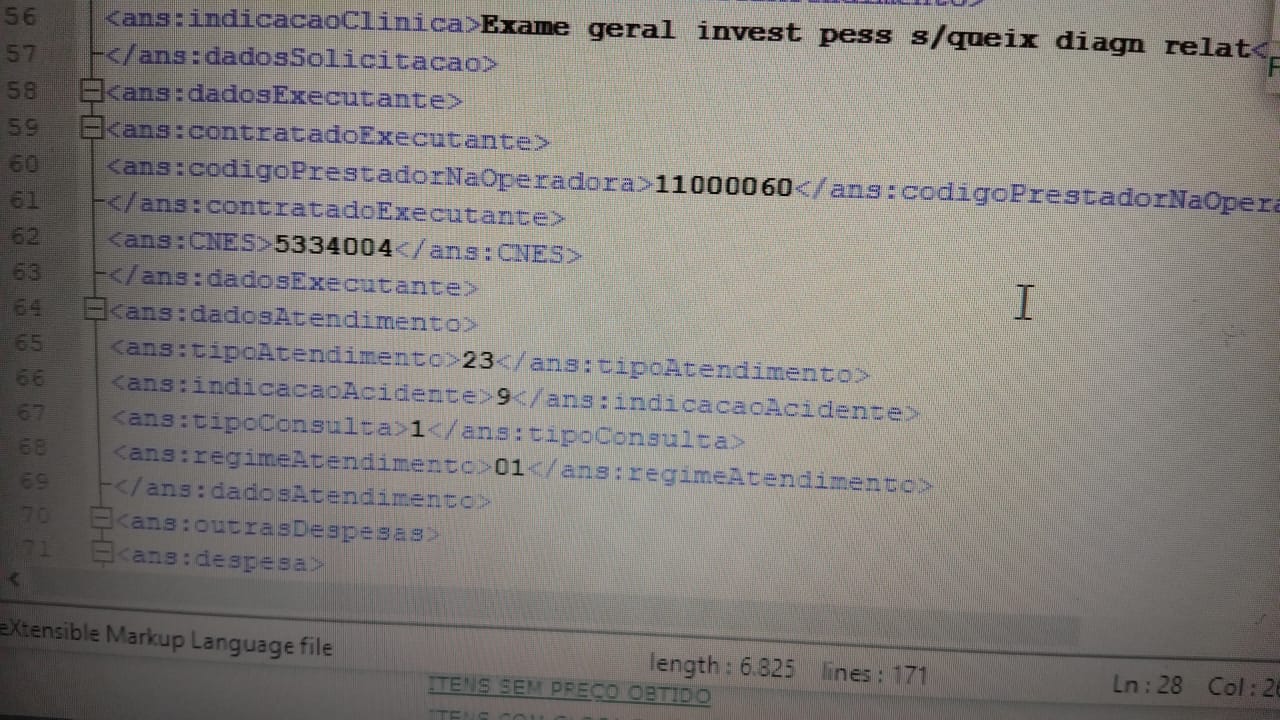 56 <ans:indicacaoClinica>Exame geral invest pess s/queix diagn relat<
57 </ans:dadosSolicitacao>
58 <ans:dadosExecutante>
59 <ans:contratadoExecutante>
60 <ans:codigoPrestadorNaOperadora>11000060</ans:codigoPrestadorNaOpera
61 </ans:contratadoExecutante>
62 <ans:CNES>5334004</ans:CNES>
63 </ans:dadosExecutante>
64 <ans:dadosAtendimento>
65 <ans:tipoAtendimento>23</ans:tipoAtendimento>
66 <ans:indicacaoAcidente>9</ans:indicacaoAcidente>
67 <ans:tipoConsulta>1</ans:tipoConsulta>
68 <ans:regimeAtendimento>01</ans:regimeAtendimento>
69 </ans:dadosAtendimento>
70 <ans:outrasDespesas>
71 <ans:despesa>
eXtensible Markup Language file length : 6.825 lines : 171 Ln : 28 Col : 2
ITENS SEM PREÇO OBTIDO